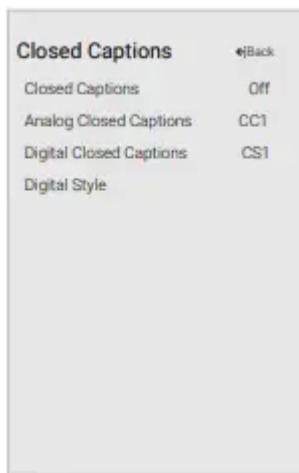 Closed Captions Back
Closed Captions Off
Analog Closed Captions CC1
Digital Closed Captions CS1
Digital Style